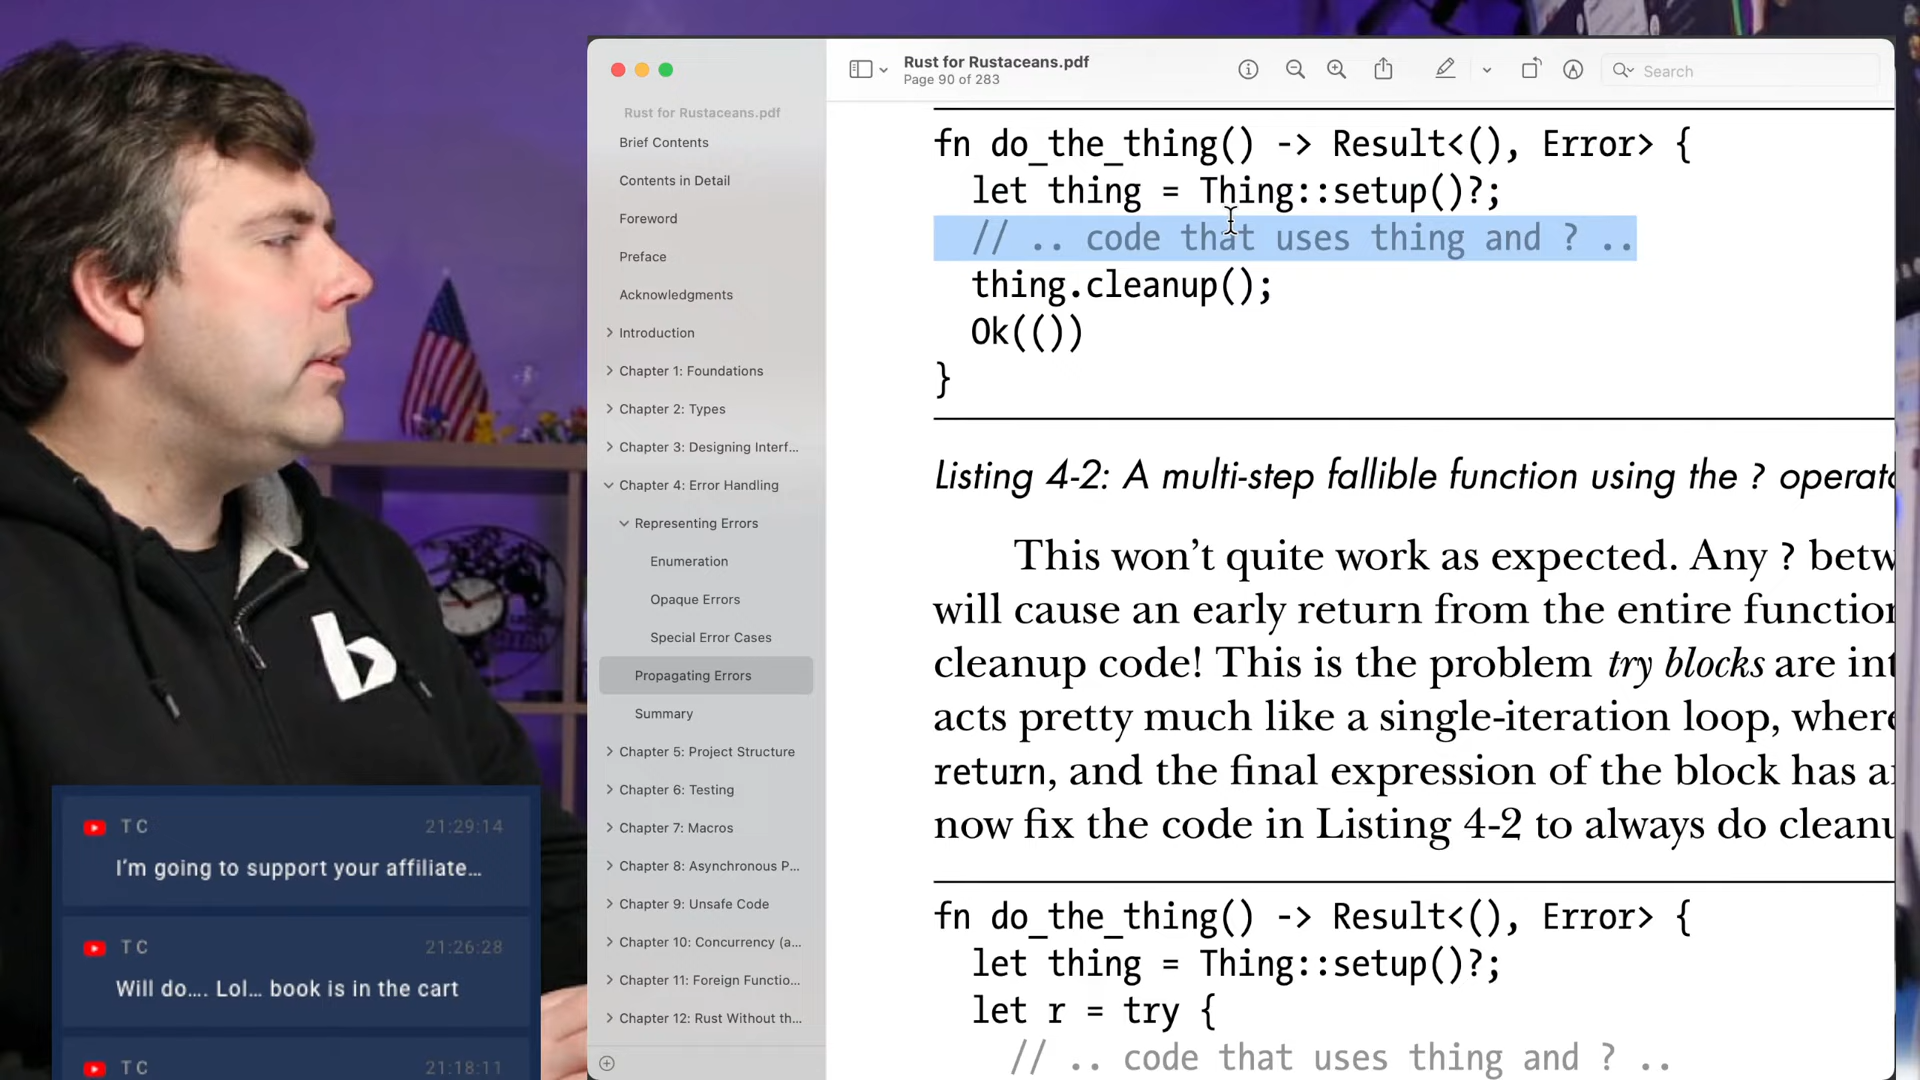 Rust for Rustaceans.pdf
Page 90 of 283
Search
Rust for Rustaceans.pdf
Brief Contents
Contents in Detail
Foreword
Preface
Acknowledgments
Introduction
Chapter 1: Foundations
Chapter 2: Types
Chapter 3: Designing Interf...
Chapter 4: Error Handling
Representing Errors
Enumeration
Opaque Errors
Special Error Cases
Propagating Errors
Summary
Chapter 5: Project Structure
Chapter 6: Testing
Chapter 7: Macros
Chapter 8: Asynchronous P...
Chapter 9: Unsafe Code
Chapter 10: Concurrency (a...
Chapter 11: Foreign Functio...
Chapter 12: Rust Without th...
fn do_the_thing() -> Result<(), Error> {
let thing = Thing::setup()?;
// .. code that uses thing and ? ..
thing.cleanup();
Ok(())
}
Listing 4-2: A multi-step fallible function using the ? operat
This won't quite work as expected. Any ? betw
will cause an early return from the entire function
cleanup code! This is the problem try blocks are int
acts pretty much like a single-iteration loop, where
return, and the final expression of the block has a
now fix the code in Listing 4-2 to always do cleanu
fn do_the_thing() -> Result<(), Error> {
let thing = Thing::setup()?;
let r = try {
// .. code that uses thing and ? ..
b
T C 21:29:14
I'm going to support your affiliate...
T C 21:26:28
Will do.... Lol... book is in the cart
T C 21:18:11